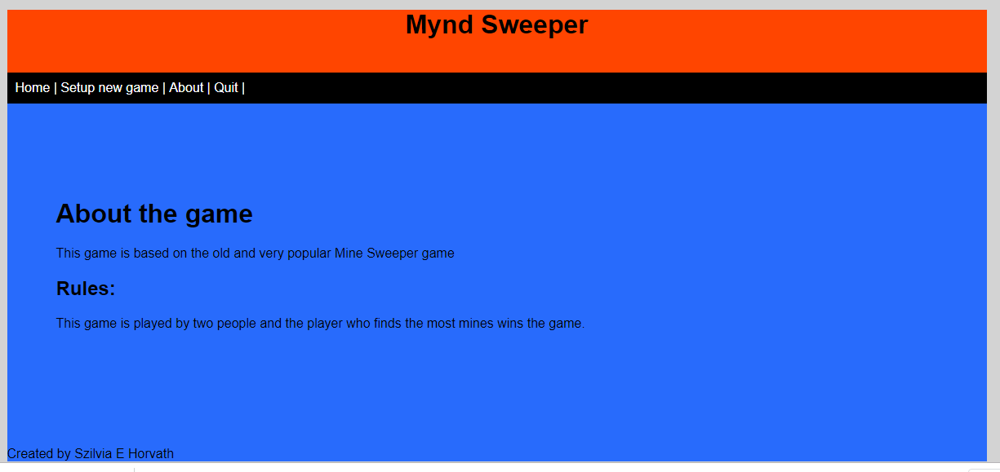 Mynd Sweeper
Home | Setup new game | About | Quit |
About the game
This game is based on the old and very popular Mine Sweeper game
Rules:
This game is played by two people and the player who finds the most mines wins the game.
Created by Szilvia E Horvath